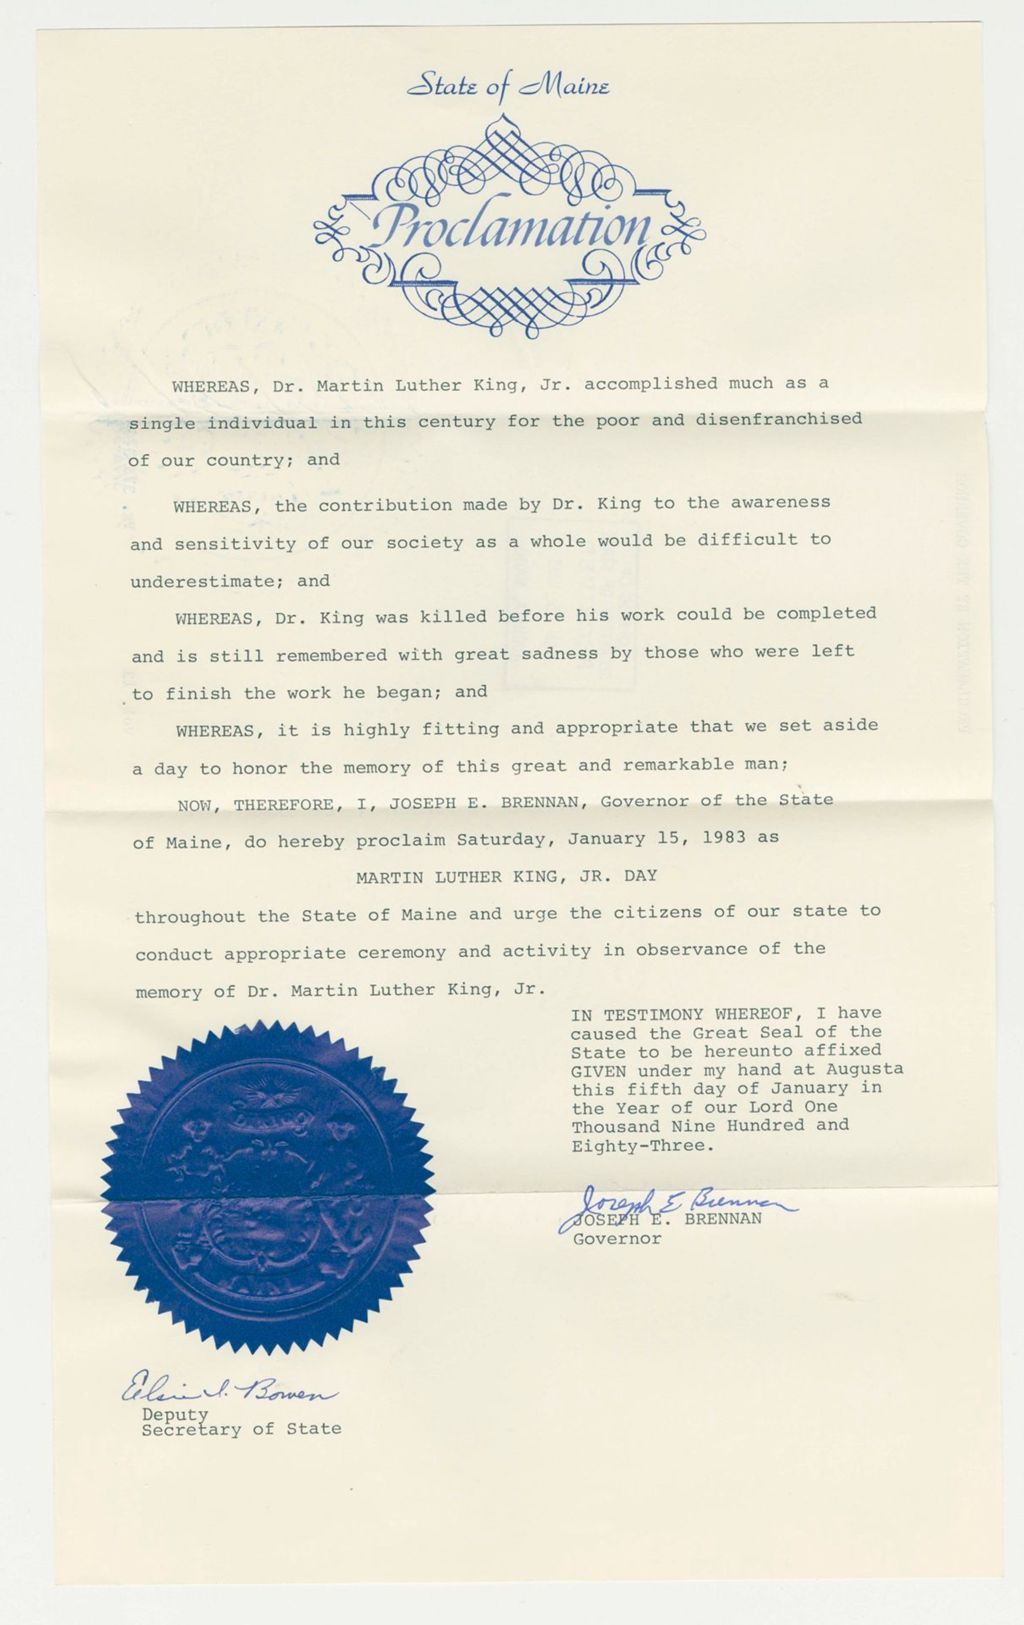 State of Maine
Proclamation
WHEREAS, Dr. Martin Luther King, Jr. accomplished much as a
single individual in this century for the poor and disenfranchised
of our country; and
WHEREAS, the contribution made by Dr. King to the awareness
and sensitivity of our society as a whole would be difficult to
underestimate; and
WHEREAS, Dr. King was killed before his work could be completed
and is still remembered with great sadness by those who were left
to finish the work he began; and
WHEREAS, it is highly fitting and appropriate that we set aside
a day to honor the memory of this great and remarkable man;
NOW, THEREFORE, I, JOSEPH E. BRENNAN, Governor of the State
of Maine, do hereby proclaim Saturday, January 15, 1983 as
MARTIN LUTHER KING, JR. DAY
throughout the State of Maine and urge the citizens of our state to
conduct appropriate ceremony and activity in observance of the
memory of Dr. Martin Luther King, Jr.
IN TESTIMONY WHEREOF, I have
caused the Great Seal of the
State to be hereunto affixed
GIVEN under my hand at Augusta
this fifth day of January in
the Year of our Lord One
Thousand Nine Hundred and
Eighty-Three.
Joseph E Brennan
JOSEPH E. BRENNAN
Governor
Elsie I. Bowen
Deputy
Secretary of State